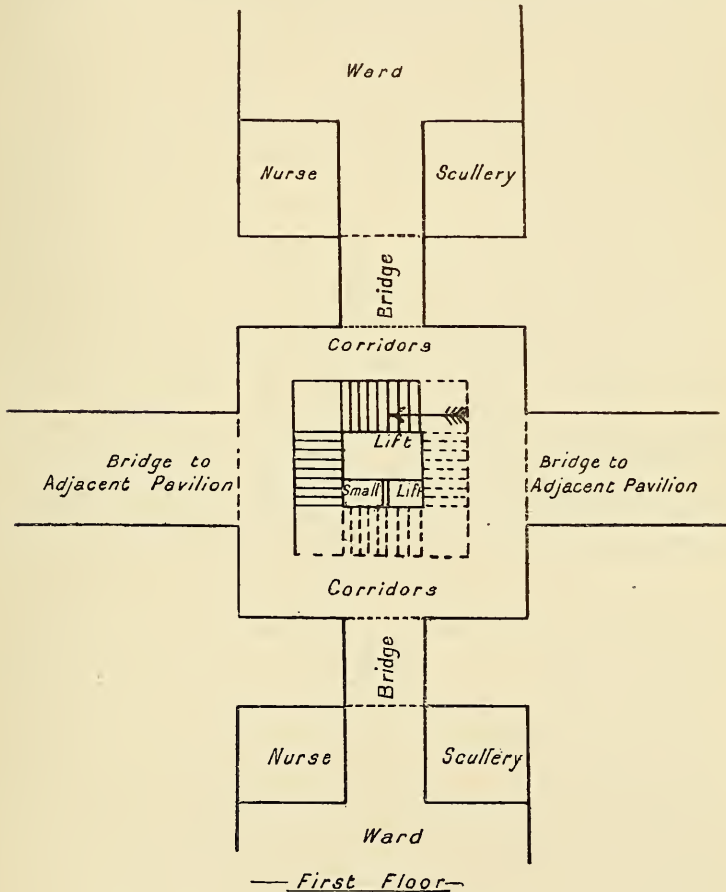 Ward
Nurse
Scullery
Bridge
Corridors
Lift
Small Lift
Bridge to
Adjacent Pavilion
Bridge to
Adjacent Pavilion
Corridors
Bridge
Nurse
Scullery
Ward
First Floor